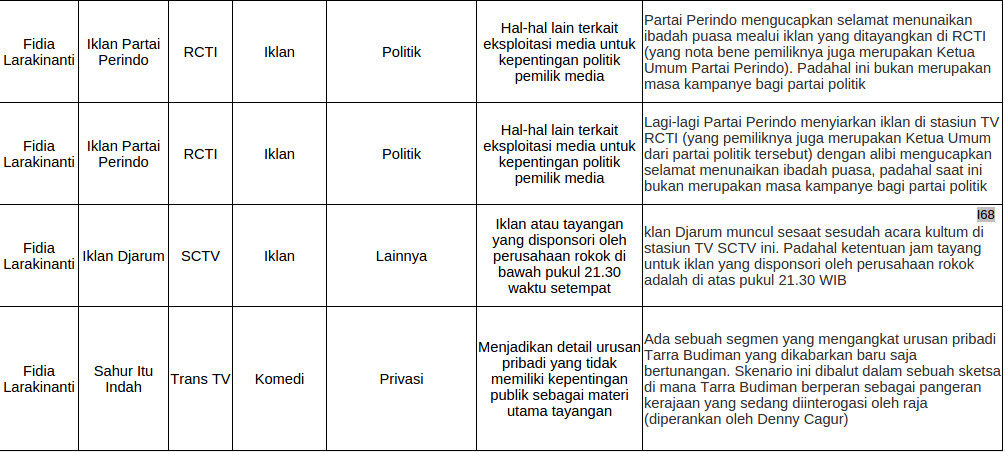 Fidia
Larakinanti
Iklan Partai
Perindo
RCTI
Iklan
Politik
Hal-hal lain terkait
eksploitasi media untuk
kepentingan politik
pemilik media
Partai Perindo mengucapkan selamat menunaikan
ibadah puasa mealui iklan yang ditayangkan di RCTI
(yang nota bene pemiliknya juga merupakan Ketua
Umum Partai Perindo). Padahal ini bukan merupakan
masa kampanye bagi partai politik
Fidia
Larakinanti
Iklan Partai
Perindo
RCTI
Iklan
Politik
Hal-hal lain terkait
eksploitasi media untuk
kepentingan politik
pemilik media
Lagi-lagi Partai Perindo menyiarkan iklan di stasiun TV
RCTI (yang pemiliknya juga merupakan Ketua Umum
dari partai politik tersebut) dengan alibi mengucapkan
selamat menunaikan ibadah puasa, padahal saat ini
bukan merupakan masa kampanye bagi partai politik
Fidia
Larakinanti
Iklan Djarum
SCTV
Iklan
Lainnya
Iklan atau tayangan
yang disponsori oleh
perusahaan rokok di
bawah pukul 21.30
waktu setempat
I68
klan Djarum muncul sesaat sesudah acara kultum di
stasiun TV SCTV ini. Padahal ketentuan jam tayang
untuk iklan yang disponsori oleh perusahaan rokok
adalah di atas pukul 21.30 WIB
Fidia
Larakinanti
Sahur Itu
Indah
Trans TV
Komedi
Privasi
Menjadikan detail urusan
pribadi yang tidak
memiliki kepentingan
publik sebagai materi
utama tayangan
Ada sebuah segmen yang mengangkat urusan pribadi
Tarra Budiman yang dikabarkan baru saja
bertunangan. Skenario ini dibalut dalam sebuah sketsa
di mana Tarra Budiman berperan sebagai pangeran
kerajaan yang sedang diinterogasi oleh raja
(diperankan oleh Denny Cagur)